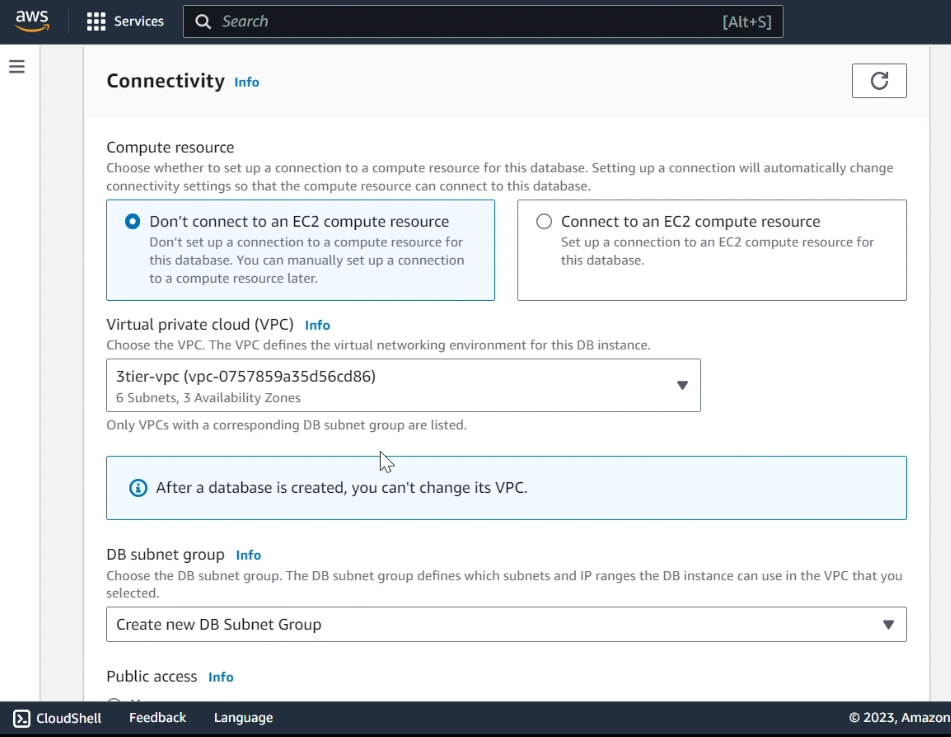 aws
Services
Search
[Alt+S]
Connectivity Info
Compute resource
Choose whether to set up a connection to a compute resource for this database. Setting up a connection will automatically change
connectivity settings so that the compute resource can connect to this database.
Don't connect to an EC2 compute resource
Don't set up a connection to a compute resource for
this database. You can manually set up a connection
to a compute resource later.
Connect to an EC2 compute resource
Set up a connection to an EC2 compute resource for
this database.
Virtual private cloud (VPC) Info
Choose the VPC. The VPC defines the virtual networking environment for this DB instance.
3tier-vpc (vpc-0757859a35d56cd86)
6 Subnets, 3 Availability Zones
Only VPCs with a corresponding DB subnet group are listed.
After a database is created, you can't change its VPC.
DB subnet group Info
Choose the DB subnet group. The DB subnet group defines which subnets and IP ranges the DB instance can use in the VPC that you
selected.
Create new DB Subnet Group
Public access Info
CloudShell
Feedback
Language
© 2023, Amazon